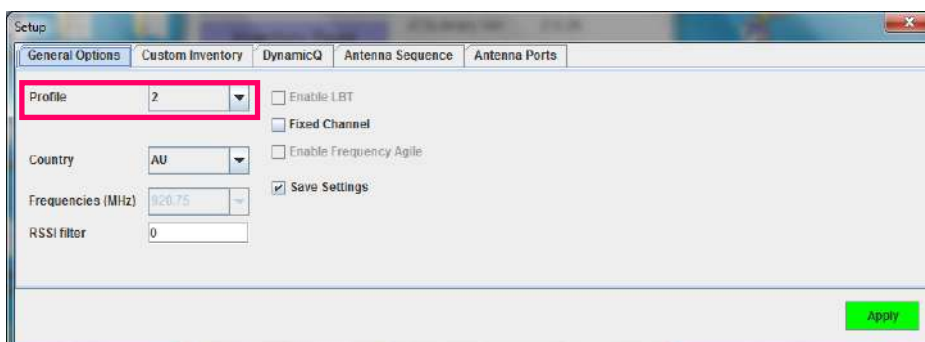 Setup
General Options Custom Inventory DynamicQ Antenna Sequence Antenna Ports
Profile 2 Enable LBT
Fixed Channel
Country AU Enable Frequency Agile
Save Settings
Frequencies (MHz) 920.75
RSSI filter 0
Apply